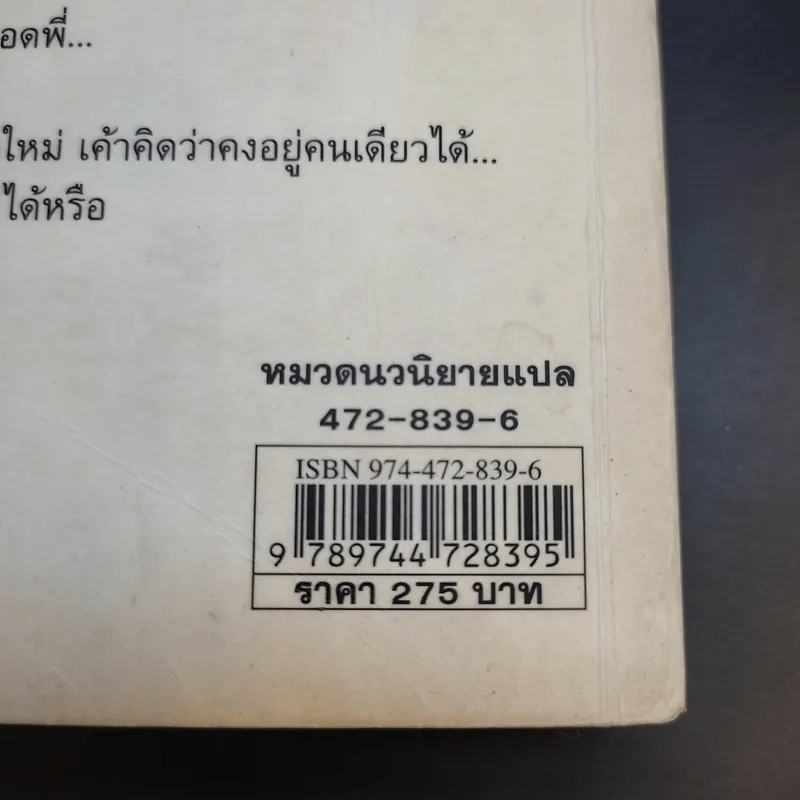 อดพี่...
ใหม่ เค้าคิดว่าคงอยู่คนเดียวได้...
ได้หรือ
หมวดนวนิยายแปล
472-839-6
ISBN 974-472-839-6
9 789744 728395
ราคา 275 บาท